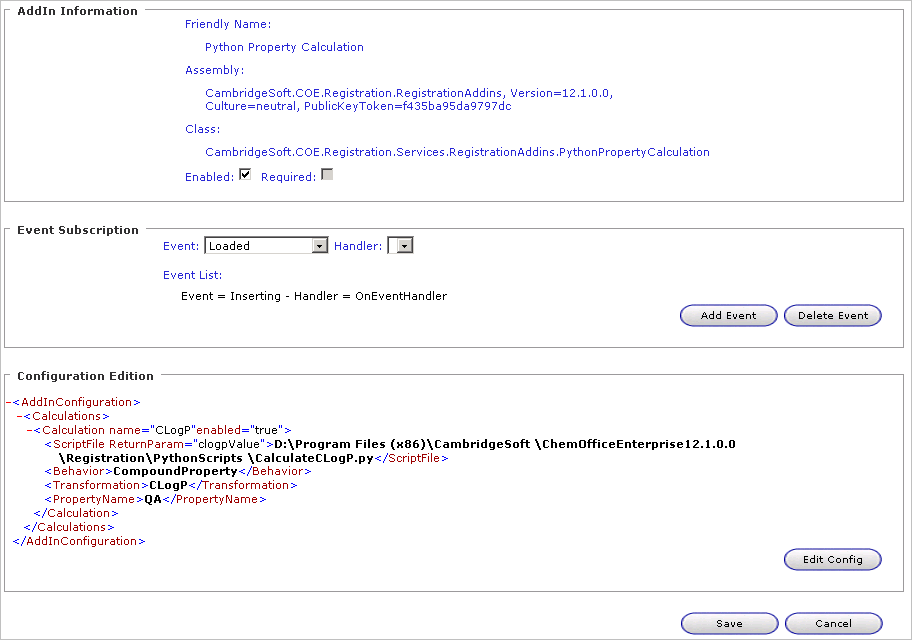 AddIn Information
Friendly Name:
Python Property Calculation
Assembly:
CambridgeSoft.COE.Registration.RegistrationAddins, Version=12.1.0.0,
Culture=neutral, PublicKeyToken=f435ba95da9797dc
Class:
CambridgeSoft.COE.Registration.Services.RegistrationAddins.PythonPropertyCalculation
Enabled: Required:
Event Subscription
Event: Loaded Handler:
Event List:
Event = Inserting - Handler = OnEventHandler
Add Event Delete Event
Configuration Edition
-<AddInConfiguration>
-<Calculations>
-<Calculation name="CLogP"enabled="true">
<ScriptFile ReturnParam="clogpValue">D:\Program Files (x86)\CambridgeSoft \ChemOfficeEnterprise12.1.0.0
\Registration\PythonScripts \CalculateCLogP.py</ScriptFile>
<Behavior>CompoundProperty</Behavior>
<Transformation>CLogP</Transformation>
<PropertyName>QA</PropertyName>
</Calculation>
</Calculations>
</AddInConfiguration>
Edit Config
Save Cancel